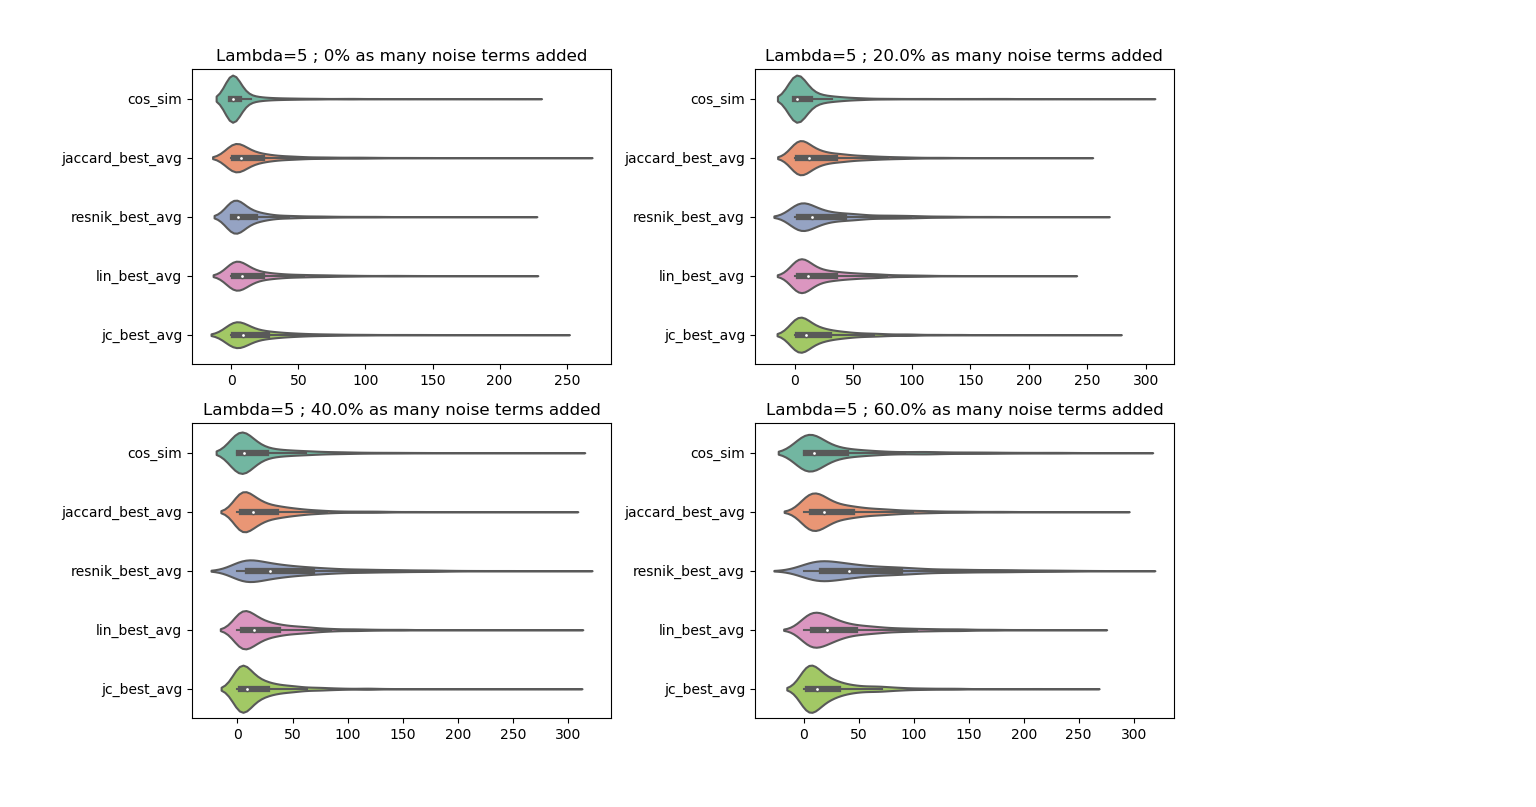 Lambda=5 ; 0% as many noise terms added
cos_sim
jaccard_best_avg
resnik_best_avg
lin_best_avg
jc_best_avg
0 50 100 150 200 250
Lambda=5 ; 20.0% as many noise terms added
cos_sim
jaccard_best_avg
resnik_best_avg
lin_best_avg
jc_best_avg
0 50 100 150 200 250 300
Lambda=5 ; 40.0% as many noise terms added
cos_sim
jaccard_best_avg
resnik_best_avg
lin_best_avg
jc_best_avg
0 50 100 150 200 250 300
Lambda=5 ; 60.0% as many noise terms added
cos_sim
jaccard_best_avg
resnik_best_avg
lin_best_avg
jc_best_avg
0 50 100 150 200 250 300